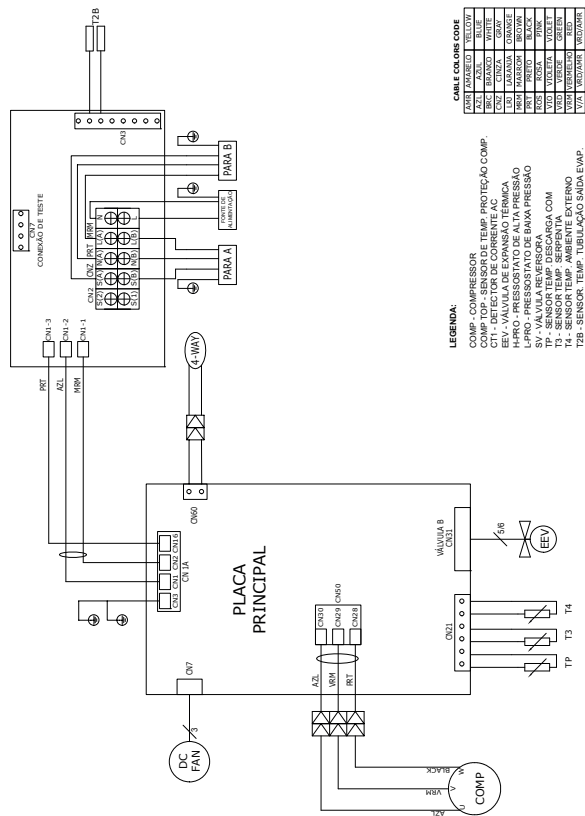 T2B
CN3
CN7
CONEXÃO DE TESTE
CN2
S(2) S(A) N(A) L(A) N
S(1) S(B) N(B) L(B) L
CNZ
PRT
MRM
PARA B
FONTE DE
ALIMENTAÇÃO
PARA A
CN1-3
CN1-2
CN1-1
PRT
AZL
MRM
4-WAY
CN60
CN3 CN1 CN2 CN16
CN 1A
PLACA
PRINCIPAL
VÁLVULA B
CN31
5/6
EEV
CN7
3
DC
FAN
CN30
CN29
CN28
CN50
AZL
VRM
PRT
CN21
TP
T3
T4
AZL
VRM
BLACK
U
V
W
COMP
LEGENDA:
COMP - COMPRESSOR
COMP TOP - SENSOR DE TEMP. PROTEÇÃO COMP.
CT1 - DETECTOR DE CORRENTE AC
EEV - VÁLVULA DE EXPANSÃO TÉRMICA
H-PRO - PRESSOSTATO DE ALTA PRESSÃO
L-PRO - PRESSOSTATO DE BAIXA PRESSÃO
SV - VÁLVULA REVERSORA
TP - SENSOR TEMP. DESCARGA COM
T3 - SENSOR TEMP. SERPENTIA
T4 - SENSOR TEMP. AMBIENTE EXTERNO
T2B - SENSOR. TEMP. TUBULAÇÃO SAÍDA EVAP.
CABLE COLORS CODE
AMR AMARELO YELLOW
AZL AZUL BLUE
BRC BRANCO WHITE
CNZ CINZA GRAY
LRJ LARANJA ORANGE
MRM MARROM BROWN
PRT PRETO BLACK
ROS ROSA PINK
VIO VIOLETA VIOLET
VRD VERDE GREEN
VRM VERMELHO RED
V/A VRD/AMR VRD/AMR